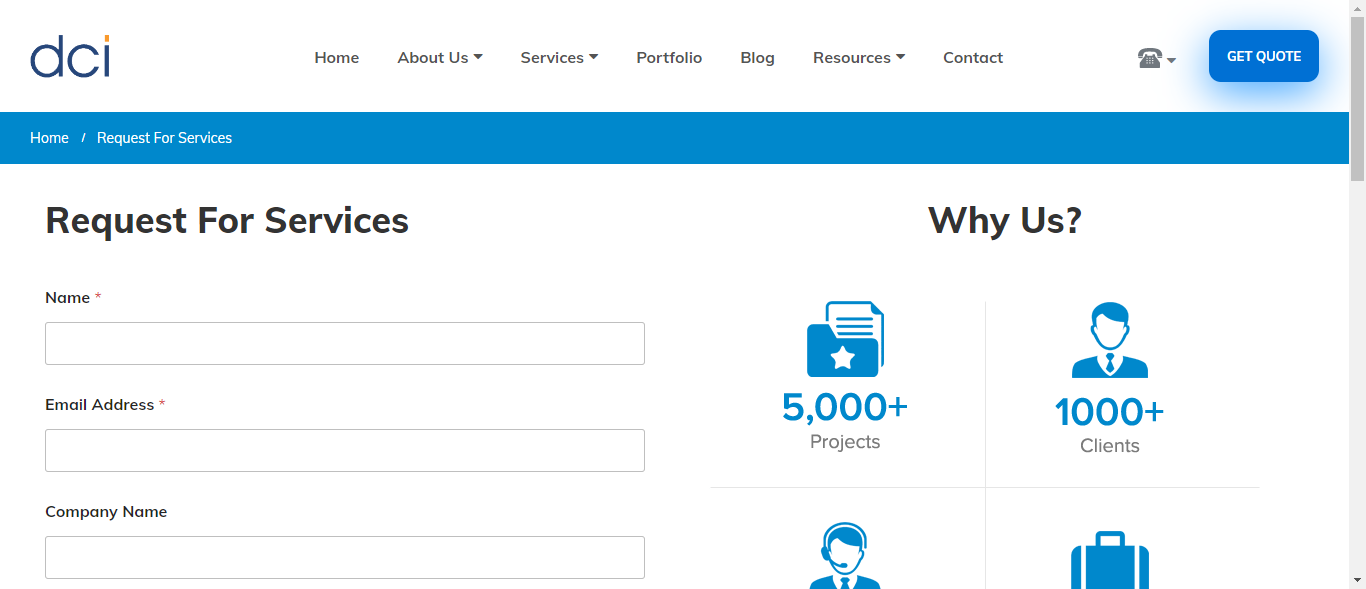 dci
Home About Us Services Portfolio Blog Resources Contact GET QUOTE
Home / Request For Services
Request For Services
Name *
Email Address *
Company Name
Why Us?
5,000+
Projects
1000+
Clients